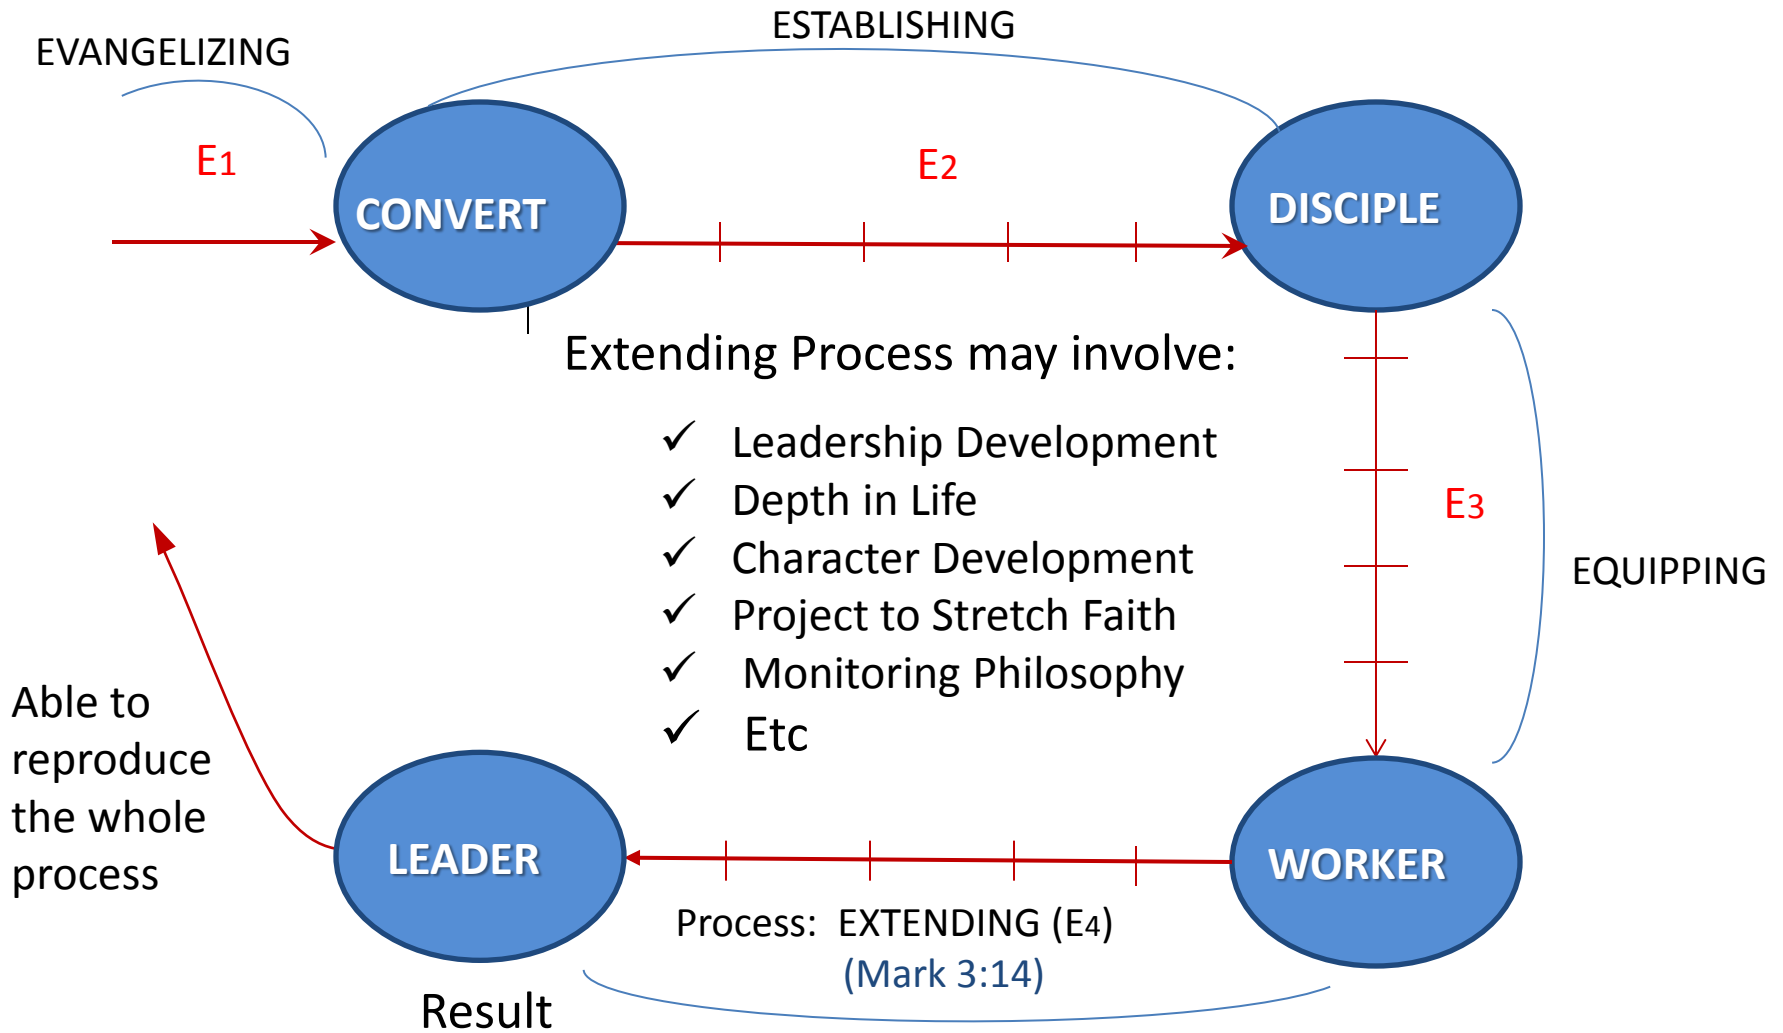 EVANGELIZING
ESTABLISHING
E1
E2
CONVERT
DISCIPLE
Extending Process may involve:
✓ Leadership Development
✓ Depth in Life
✓ Character Development
✓ Project to Stretch Faith
✓ Monitoring Philosophy
✓ Etc
E3
EQUIPPING
Able to
reproduce
the whole
process
LEADER
WORKER
Process: EXTENDING (E4)
(Mark 3:14)
Result